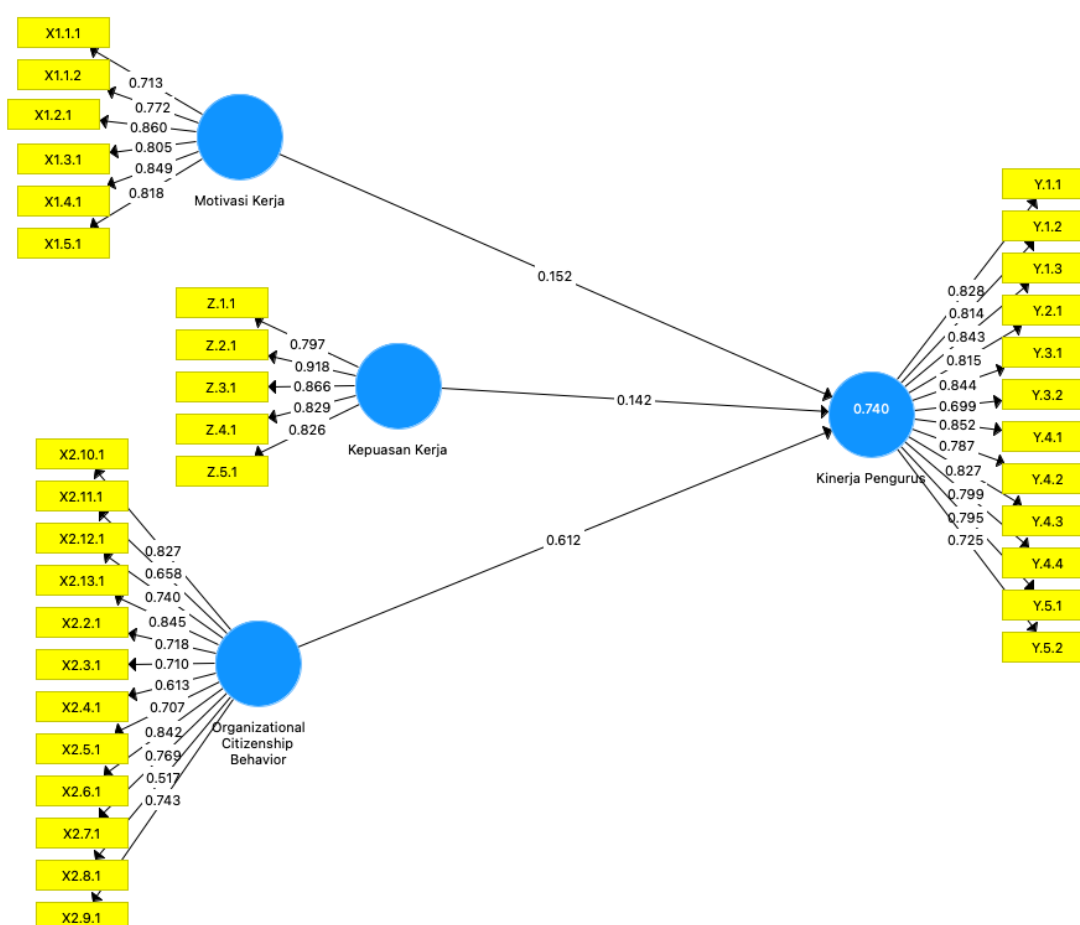 X1.1.1
X1.1.2
X1.2.1
X1.3.1
X1.4.1
X1.5.1
0.713
0.772
0.860
0.805
0.849
0.818
Motivasi Kerja
0.152
Z.1.1
Z.2.1
Z.3.1
Z.4.1
Z.5.1
0.797
0.918
0.866
0.829
0.826
Kepuasan Kerja
0.142
X2.10.1
X2.11.1
X2.12.1
X2.13.1
X2.2.1
X2.3.1
X2.4.1
X2.5.1
X2.6.1
X2.7.1
X2.8.1
X2.9.1
0.827
0.658
0.740
0.845
0.718
0.710
0.613
0.707
0.842
0.769
0.517
0.743
Organizational
Citizenship
Behavior
0.612
0.740
Kinerja Pengurus
0.828
0.814
0.843
0.815
0.844
0.699
0.852
0.787
0.827
0.799
0.795
0.725
Y.1.1
Y.1.2
Y.1.3
Y.2.1
Y.3.1
Y.3.2
Y.4.1
Y.4.2
Y.4.3
Y.4.4
Y.5.1
Y.5.2